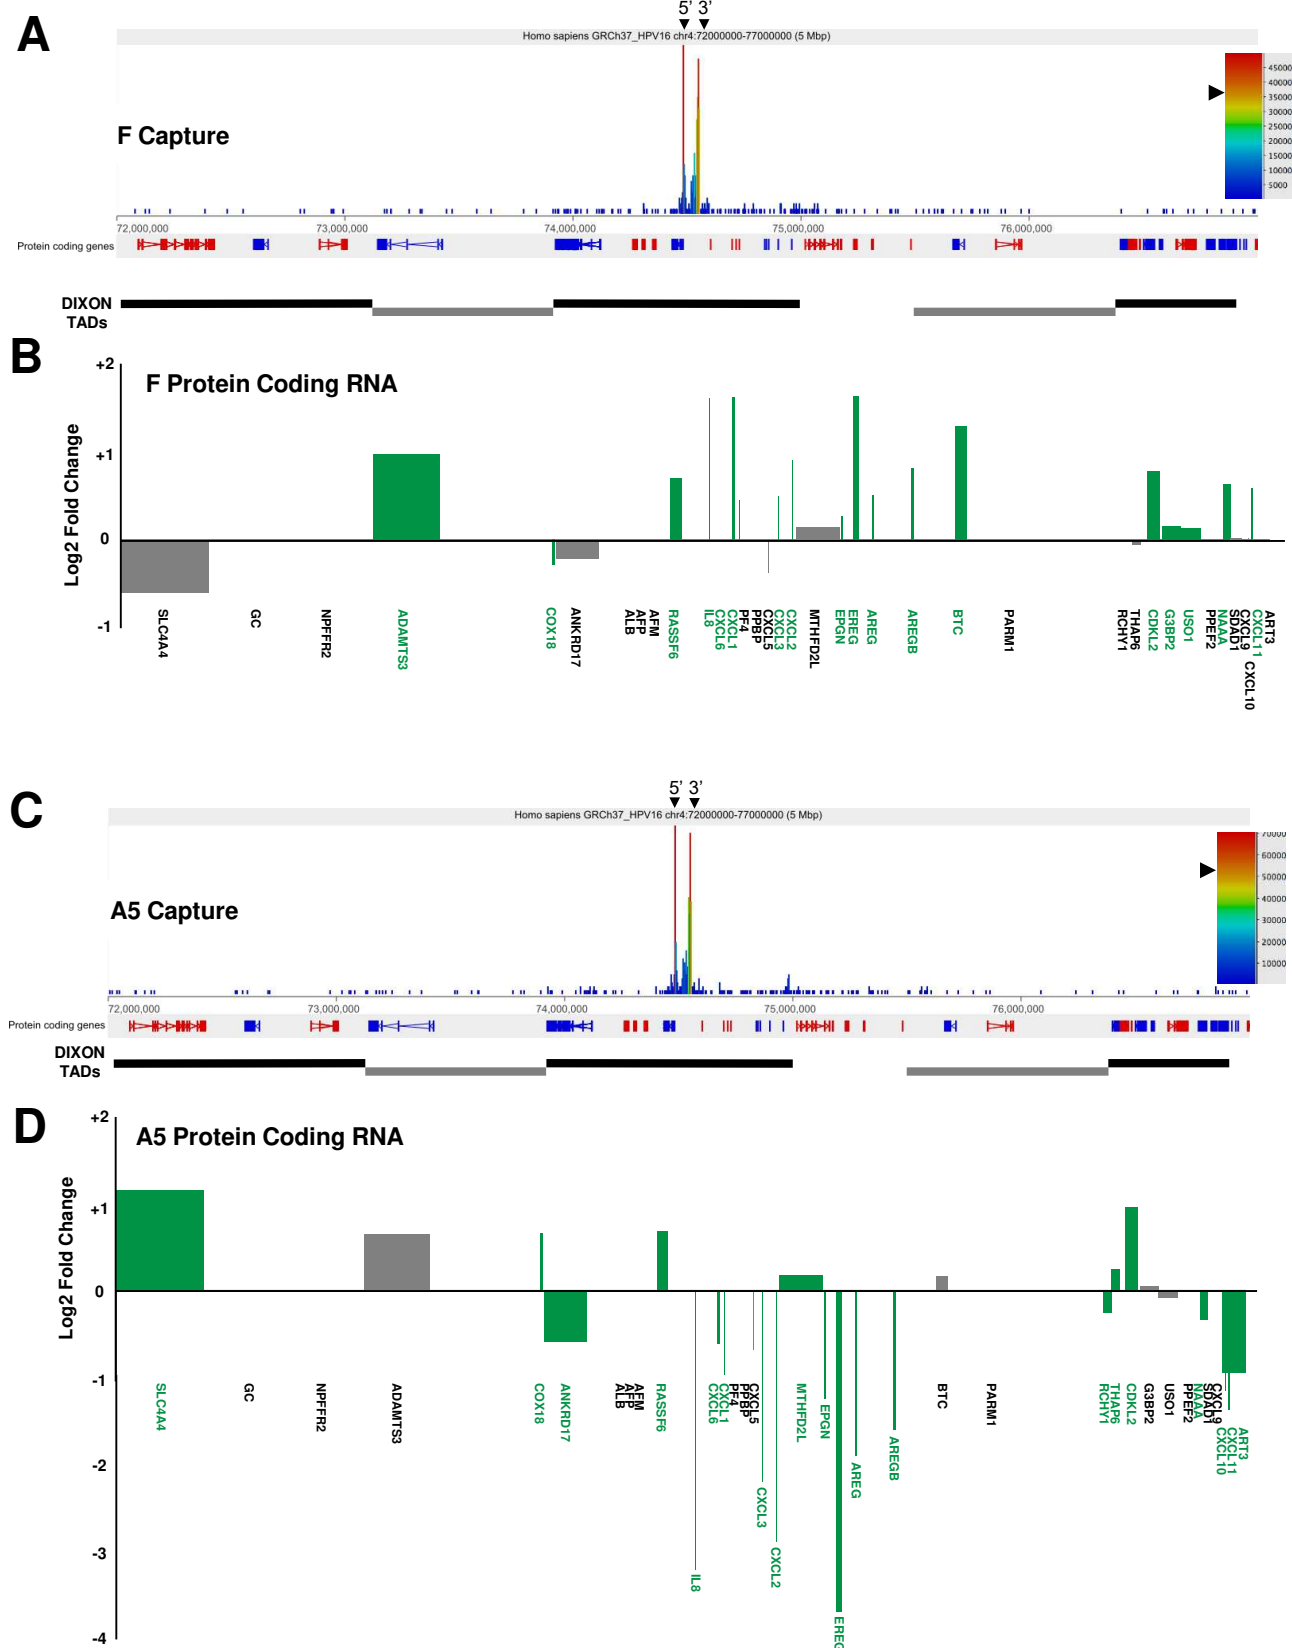 A
5' 3'
Homo sapiens GRCh37_HPV16 chr4:72000000-77000000 (5 Mbp)
F Capture
45000
40000
35000
30000
25000
20000
15000
10000
5000
72,000,000 73,000,000 74,000,000 75,000,000 76,000,000
Protein coding genes
DIXON
TADs
B
F Protein Coding RNA
Log2 Fold Change
+2
+1
0
-1
SLC4A4 GC NPFFR2 ADAMTS3 COX18 ANKRD17 ALB AFP AFM RASSF6 IL8 CXCL6 CXCL1 PF4 PPBP CXCL5 CXCL3 CXCL2 MTHFD2L EPGN EREG AREG AREGB BTC PARM1 RCHY1 THAP6 CDKL2 G3BP2 USO1 PPEF2 NAAA SDAD1 CXCL9 CXCL10 CXCL11 ART3
C
5' 3'
Homo sapiens GRCh37_HPV16 chr4:72000000-77000000 (5 Mbp)
A5 Capture
70000
60000
50000
40000
30000
20000
10000
72,000,000 73,000,000 74,000,000 75,000,000 76,000,000
Protein coding genes
DIXON
TADs
D
A5 Protein Coding RNA
Log2 Fold Change
+2
+1
0
-1
-2
-3
-4
SLC4A4 GC NPFFR2 ADAMTS3 COX18 ANKRD17 ALB AFP AFM RASSF6 IL8 CXCL6 CXCL1 PF4 PPBP CXCL5 CXCL3 CXCL2 MTHFD2L EPGN EREG AREG AREGB BTC PARM1 RCHY1 THAP6 CDKL2 G3BP2 USO1 PPEF2 NAAA SDAD1 CXCL9 CXCL10 CXCL11 ART3